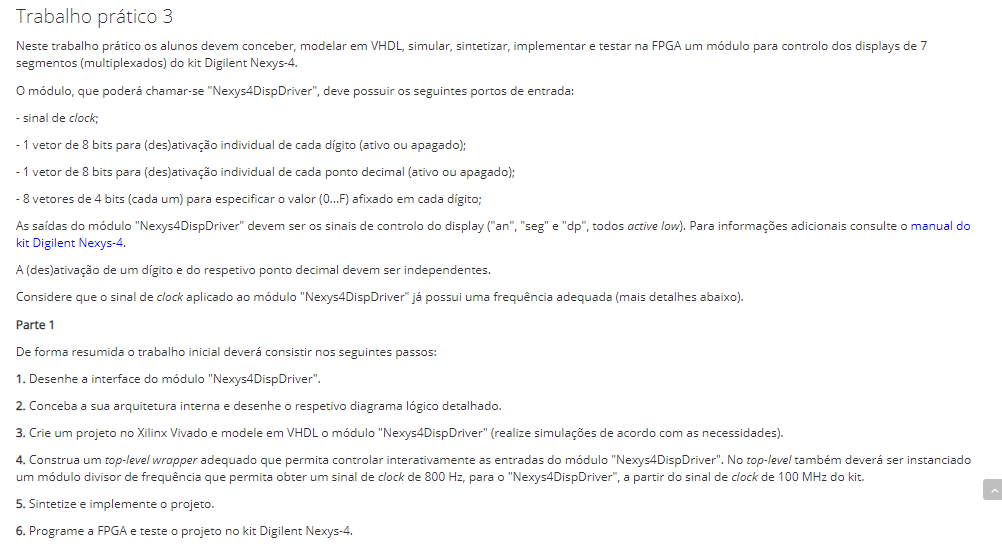 Trabalho prático 3
Neste trabalho prático os alunos devem conceber, modelar em VHDL, simular, sintetizar, implementar e testar na FPGA um módulo para controlo dos displays de 7
segmentos (multiplexados) do kit Digilent Nexys-4.
O módulo, que poderá chamar-se "Nexys4DispDriver", deve possuir os seguintes portos de entrada:
- sinal de clock;
- 1 vetor de 8 bits para (des)ativação individual de cada dígito (ativo ou apagado);
- 1 vetor de 8 bits para (des)ativação individual de cada ponto decimal (ativo ou apagado);
- 8 vetores de 4 bits (cada um) para especificar o valor (0...F) afixado em cada dígito;
As saídas do módulo "Nexys4DispDriver" devem ser os sinais de controlo do display ("an", "seg" e "dp", todos active low). Para informações adicionais consulte o manual do
kit Digilent Nexys-4.
A (des)ativação de um dígito e do respetivo ponto decimal devem ser independentes.
Considere que o sinal de clock aplicado ao módulo "Nexys4DispDriver" já possui uma frequência adequada (mais detalhes abaixo).
Parte 1
De forma resumida o trabalho inicial deverá consistir nos seguintes passos:
1. Desenhe a interface do módulo "Nexys4DispDriver".
2. Conceba a sua arquitetura interna e desenhe o respetivo diagrama lógico detalhado.
3. Crie um projeto no Xilinx Vivado e modele em VHDL o módulo "Nexys4DispDriver" (realize simulações de acordo com as necessidades).
4. Construa um top-level wrapper adequado que permita controlar interativamente as entradas do módulo "Nexys4DispDriver". No top-level também deverá ser instanciado
um módulo divisor de frequência que permita obter um sinal de clock de 800 Hz, para o "Nexys4DispDriver", a partir do sinal de clock de 100 MHz do kit.
5. Sintetize e implemente o projeto.
6. Programe a FPGA e teste o projeto no kit Digilent Nexys-4.